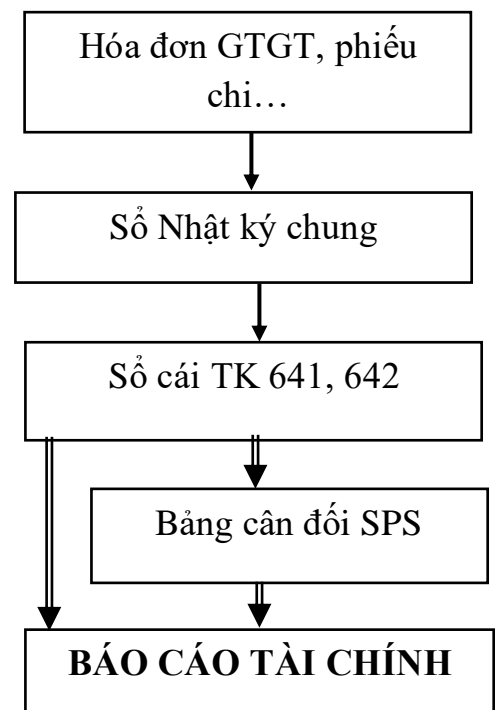 Hóa đơn GTGT, phiếu
chi…
Sổ Nhật ký chung
Sổ cái TK 641, 642
Bảng cân đối SPS
BÁO CÁO TÀI CHÍNH